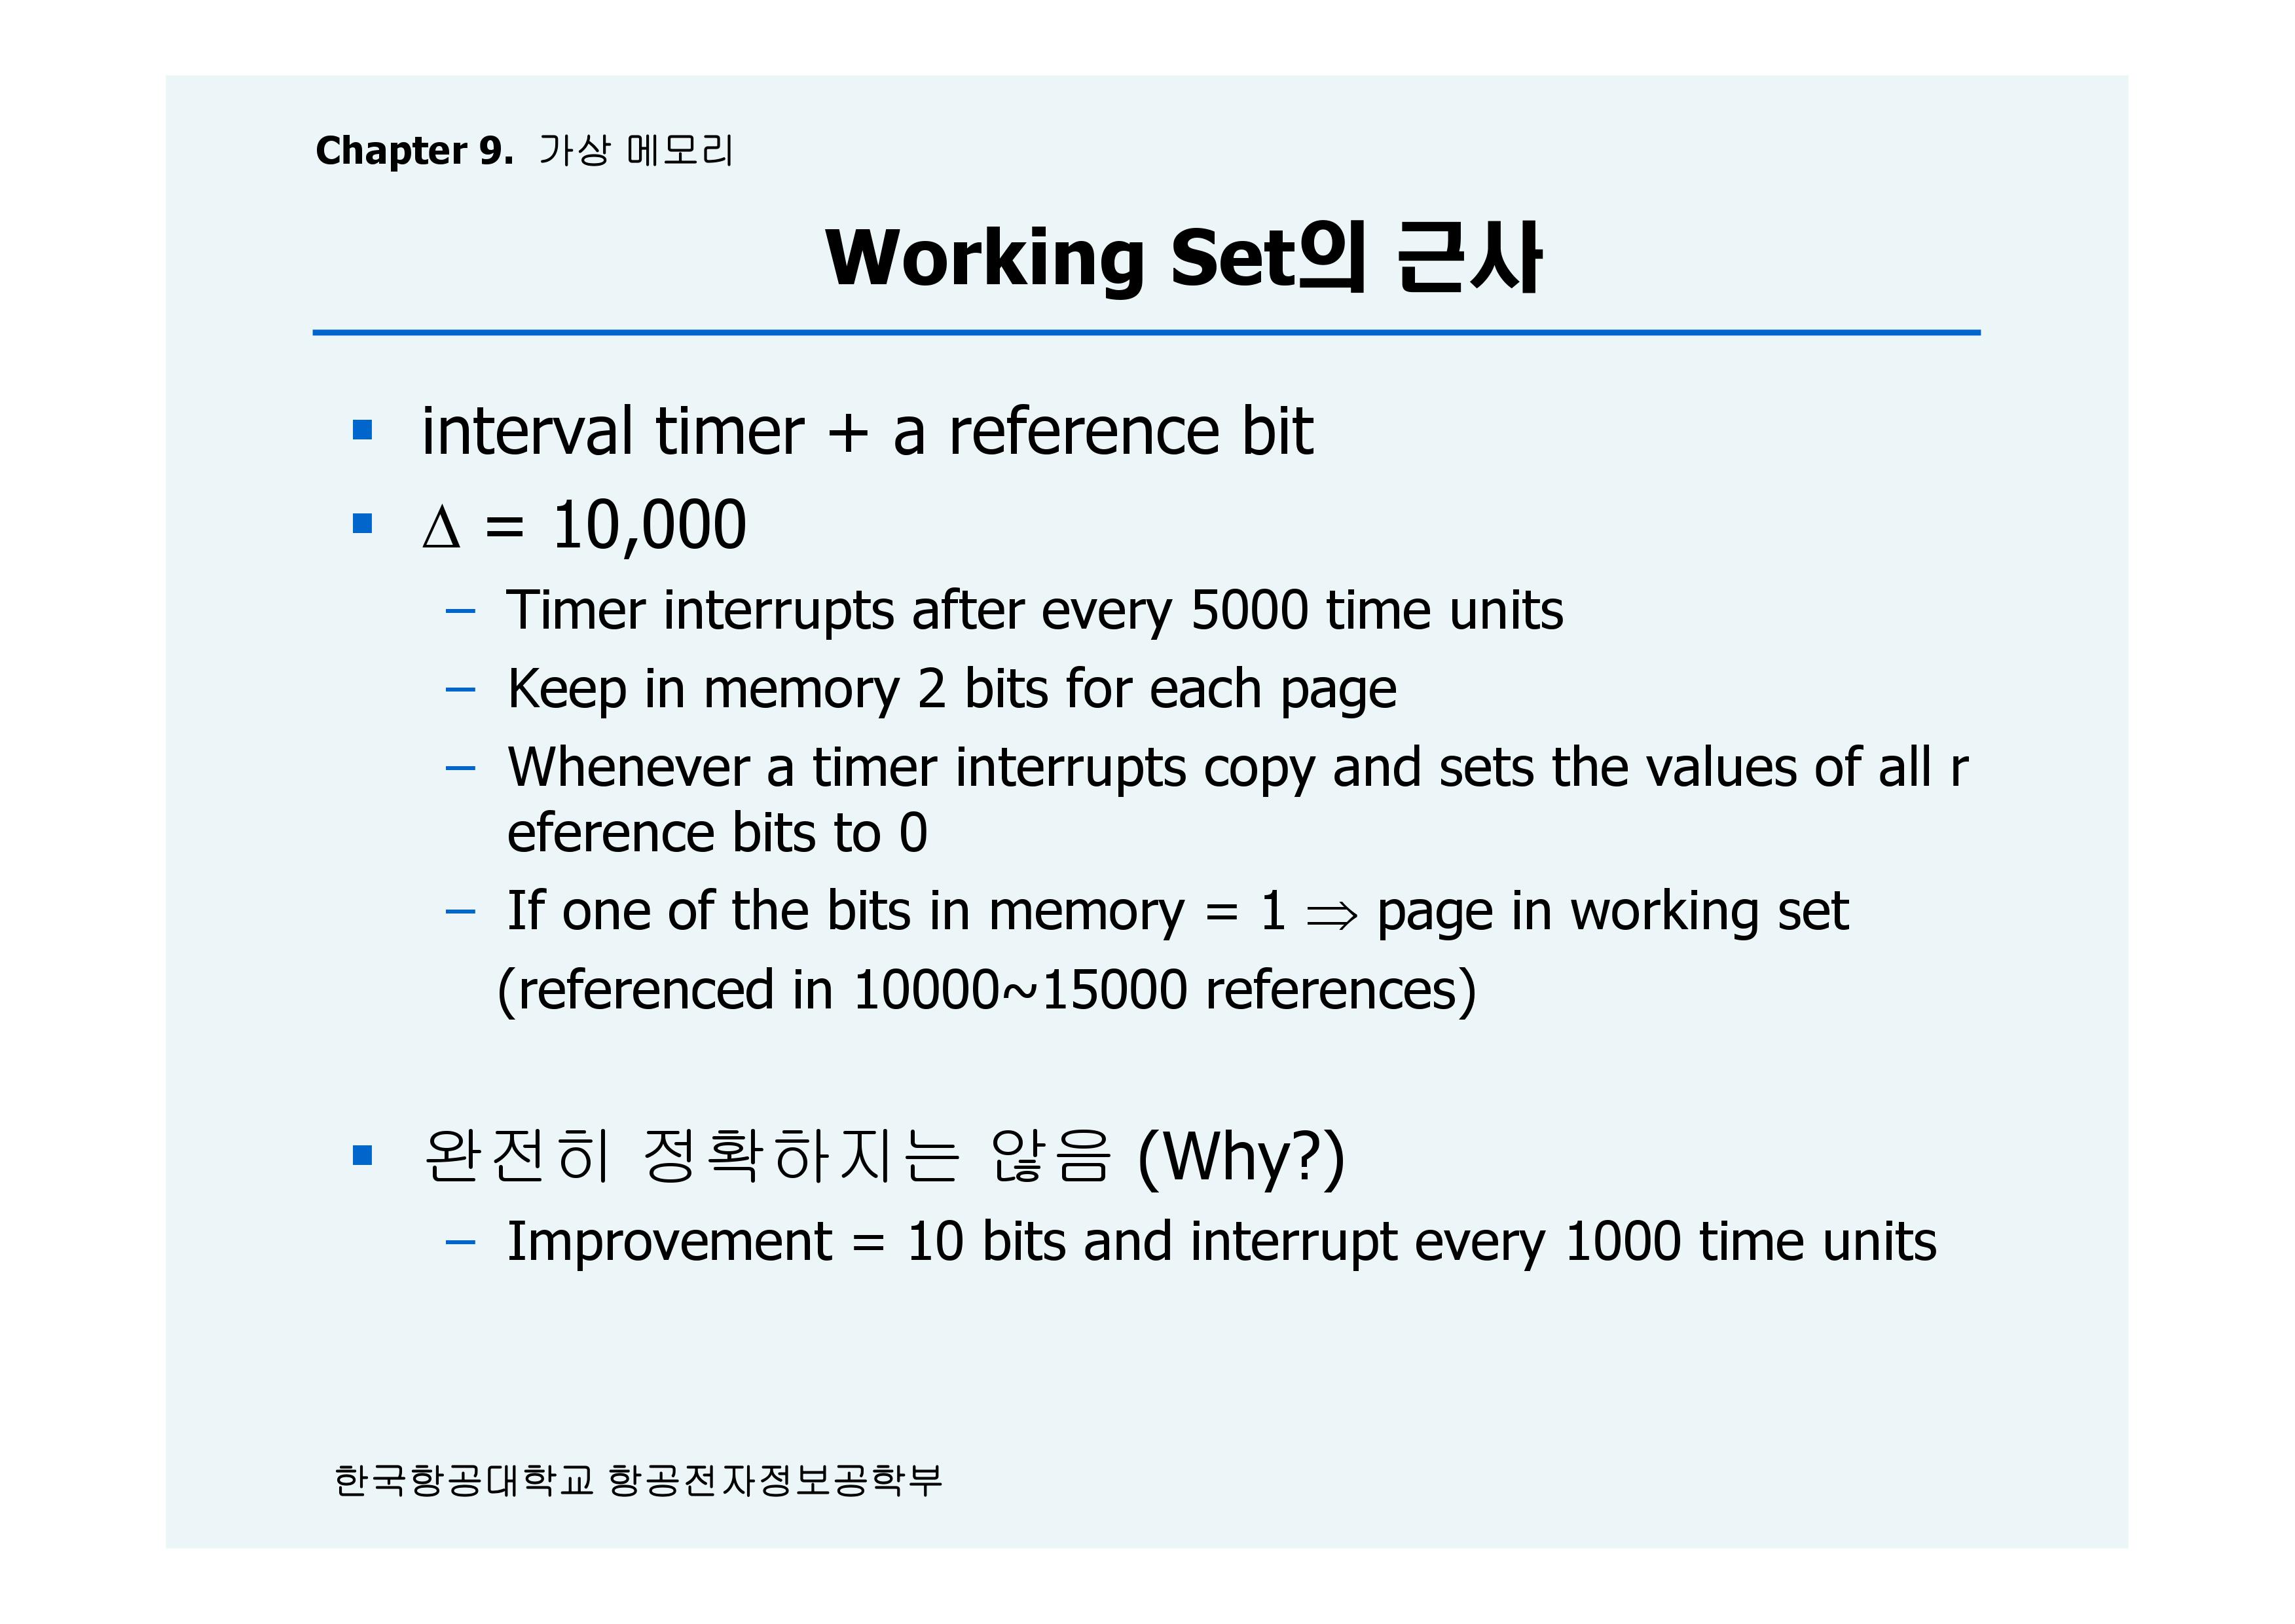 Chapter 9. 가상 메모리
Working Set의 근사
▪ interval timer + a reference bit
▪ Δ = 10,000
– Timer interrupts after every 5000 time units
– Keep in memory 2 bits for each page
– Whenever a timer interrupts copy and sets the values of all r
eference bits to 0
– If one of the bits in memory = 1 ⇒ page in working set
(referenced in 10000~15000 references)
▪ 완전히 정확하지는 않음 (Why?)
– Improvement = 10 bits and interrupt every 1000 time units
한국항공대학교 항공전자정보공학부